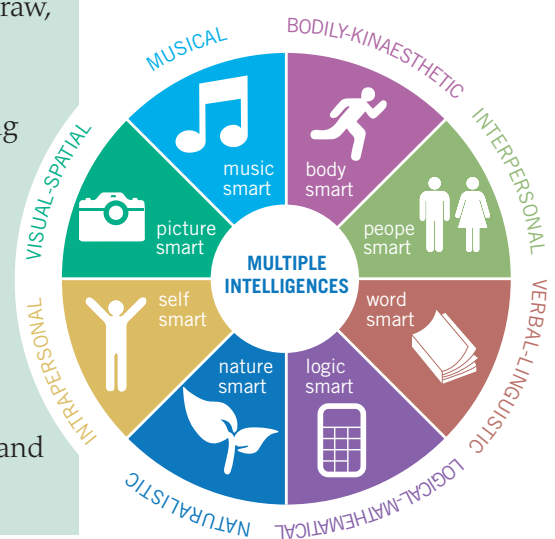 raw,
g
and
MUSICAL
BODILY-KINAESTHETIC
INTERPERSONAL
VERBAL-LINGUISTIC
LOGICAL-MATHEMATICAL
NATURALISTIC
INTRAPERSONAL
VISUAL-SPATIAL
music
smart
body
smart
peope
smart
word
smart
logic
smart
nature
smart
self
smart
picture
smart
MULTIPLE
INTELLIGENCES